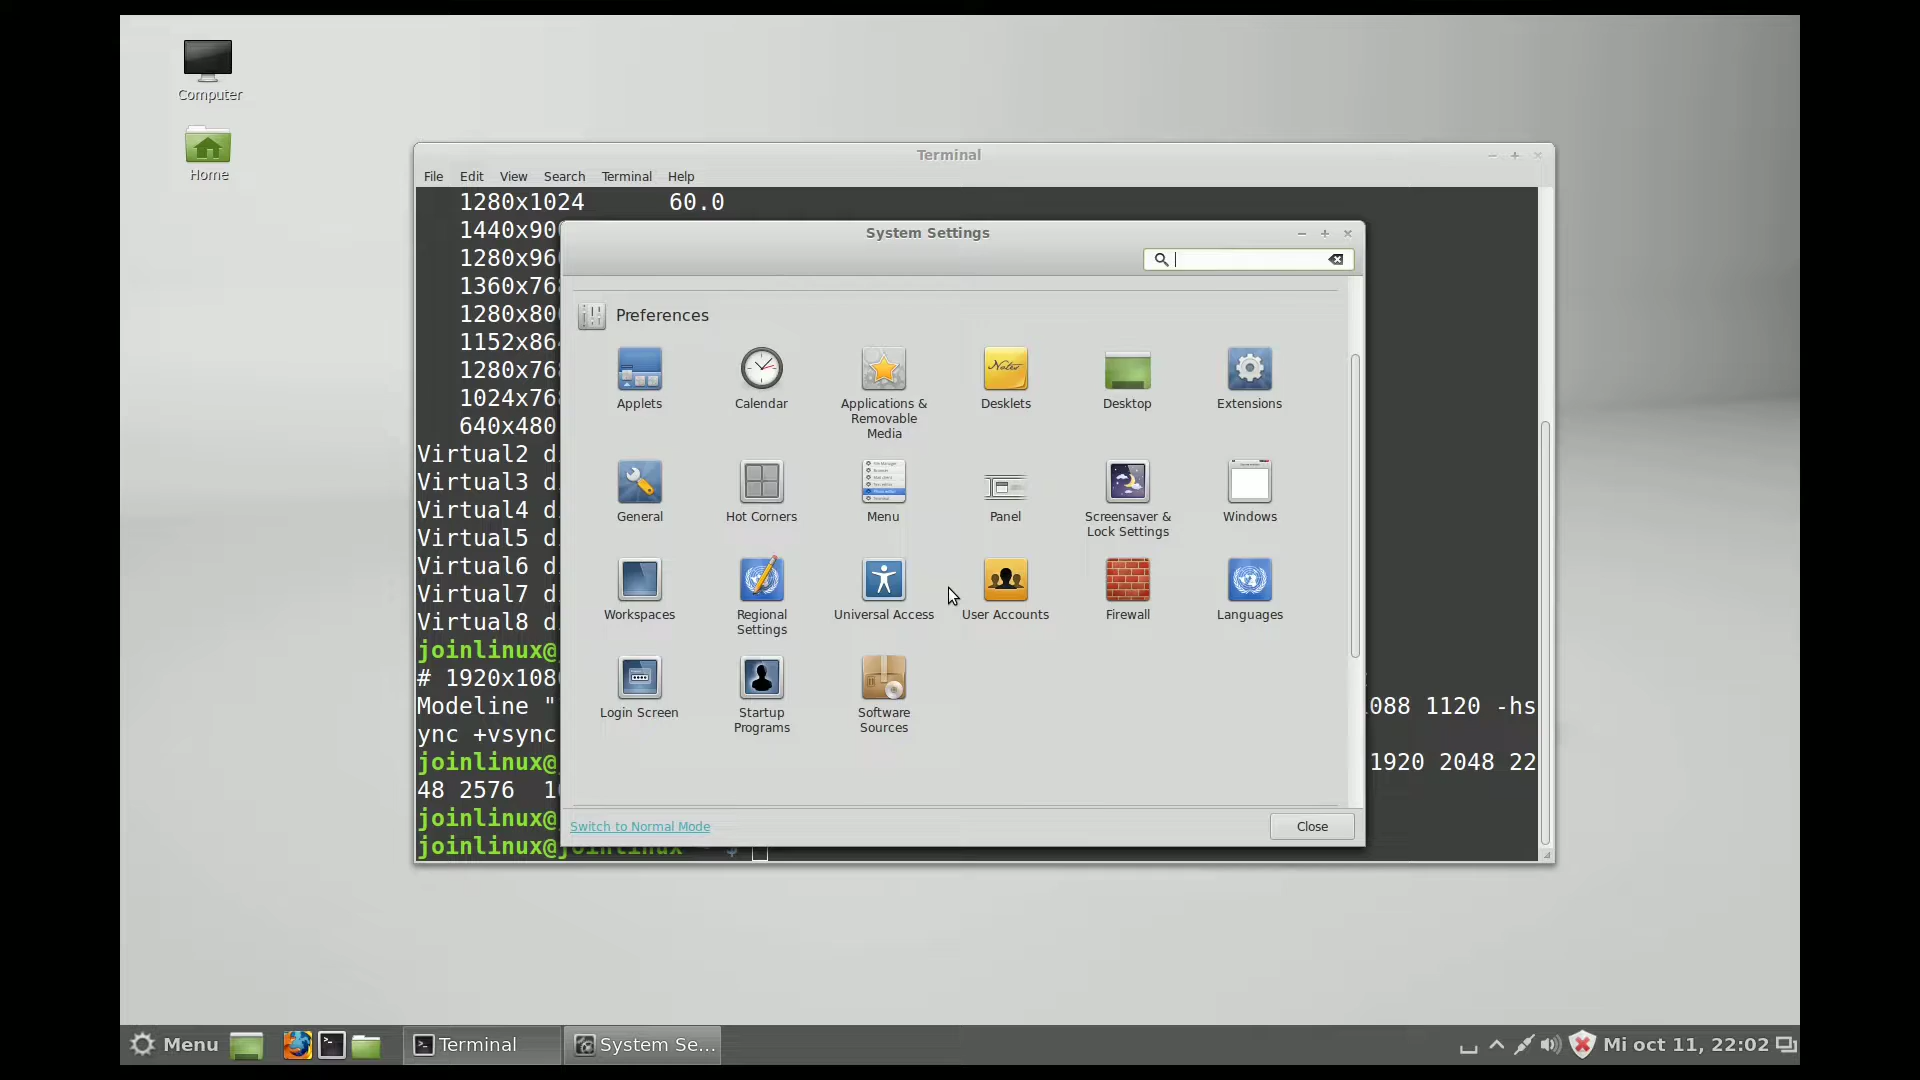 Computer
Home
Terminal
File Edit View Search Terminal Help
1280x1024 60.0
1440x90
1280x96
1360x76
1280x80
1152x86
1280x76
1024x76
640x480
Virtual2 d
Virtual3 d
Virtual4 d
Virtual5 d
Virtual6 d
Virtual7 d
Virtual8 d
joinlinux@
# 1920x108
Modeline " 088 1120 -hs
ync +vsync
joinlinux@ 1920 2048 22
48 2576 1
joinlinux@
joinlinux@joinlinux ~ $
System Settings
Preferences
Applets
Calendar
Applications &
Removable
Media
Desklets
Notes
Desktop
Extensions
General
Hot Corners
Menu
Panel
Screensaver &
Lock Settings
Windows
Workspaces
Regional
Settings
Universal Access
User Accounts
Firewall
Languages
Login Screen
Startup
Programs
Software
Sources
Switch to Normal Mode
Close
Menu
Terminal
System Se...
Mi oct 11, 22:02